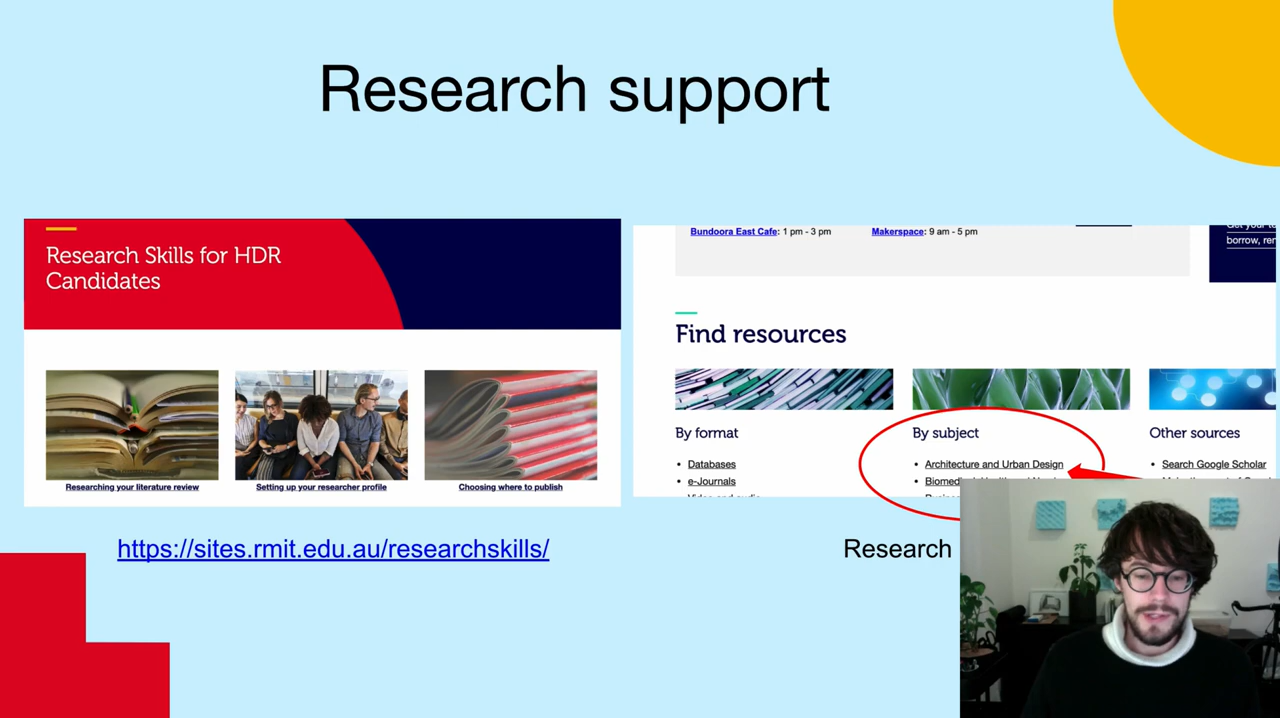 Research support
Research Skills for HDR
Candidates
Researching your literature review
Setting up your researcher profile
Choosing where to publish
https://sites.rmit.edu.au/researchskills/
Bundoora East Cafe: 1 pm - 3 pm
Makerspace: 9 am - 5 pm
Get your
borrow,
Find resources
By format
Databases
e-Journals
By subject
Architecture and Urban Design
Other sources
Search Google Scholar
Research